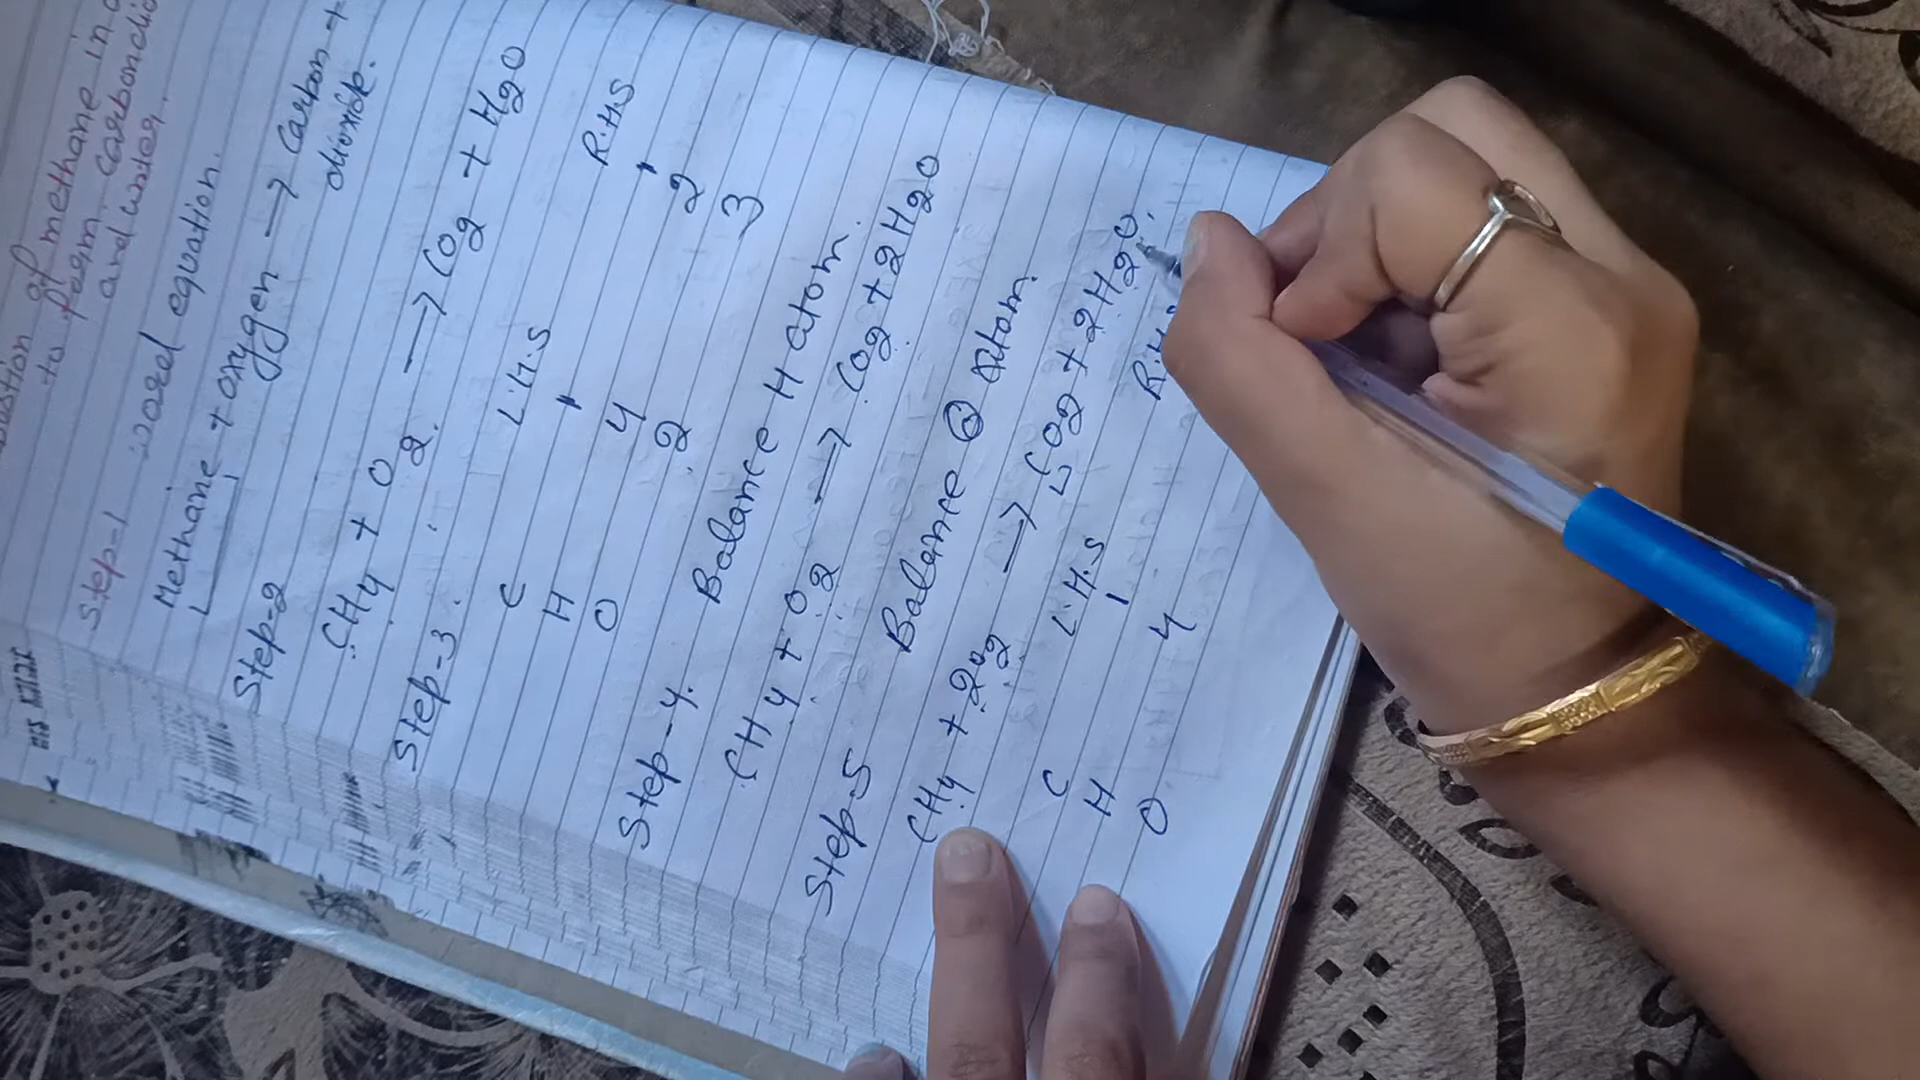 of methane in
to form carbondio
and water.
Step-1 word equation.
Methane + oxygen → Carbon +
dioxide.
Step-2
CH4 + O2 → CO2 + H2O
Step-3. L.H.S R.H.S
C 1 1
H 4 2
O 2 3
Step-4. Balance H atom.
CH4 + O2 → CO2 + 2H2O
Step-5 Balance O atom.
CH4 + 2O2 → CO2 + 2H2O.
L.H.S R.H
C 1
H 4
O